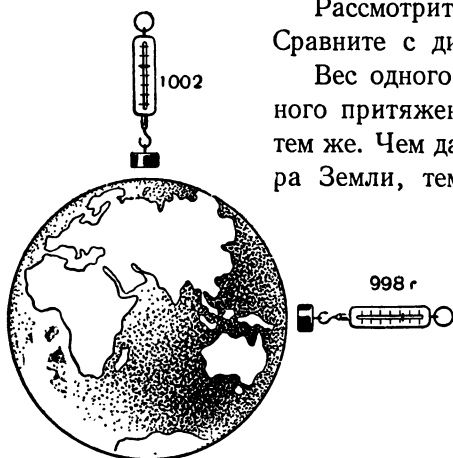 Рассмотрит
Сравните с ди
Вес одного
ного притяжен
тем же. Чем да
ра Земли, тем
1002
998 г